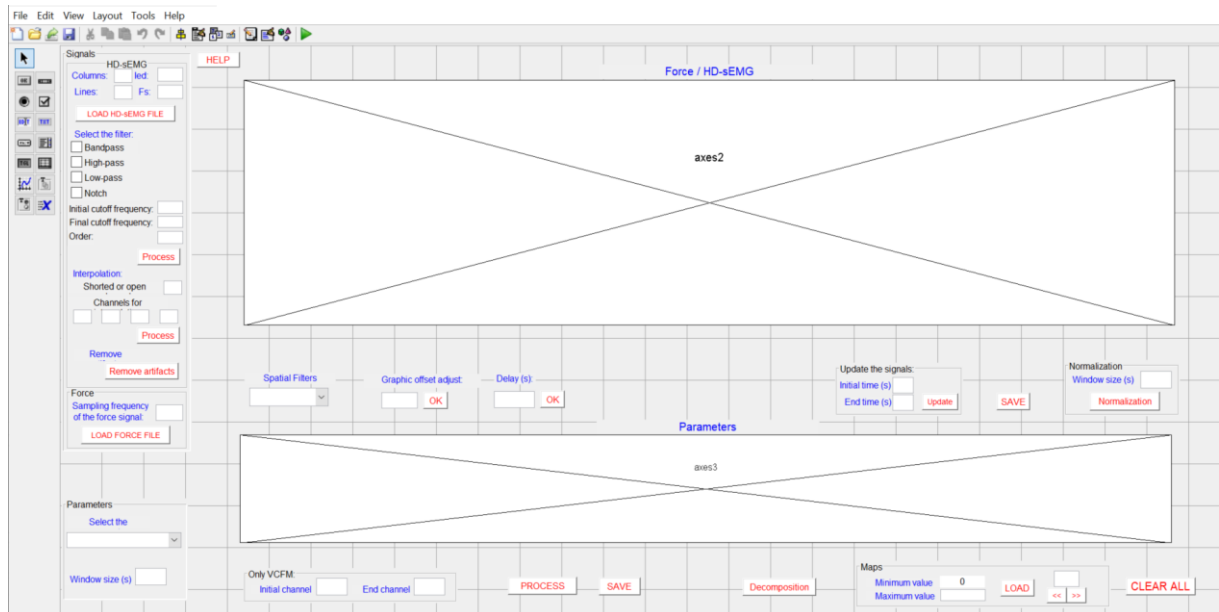 File Edit View Layout Tools Help
Signals
HD-sEMG
HELP
Columns: Ied:
Lines: Fs:
LOAD HD-sEMG FILE
Select the filter:
Bandpass
High-pass
Low-pass
Notch
Initial cutoff frequency:
Final cutoff frequency:
Order:
Process
Interpolation:
Shorted or open
Channels for
Process
Remove
Remove artifacts
Force
Sampling frequency
of the force signal:
LOAD FORCE FILE
Parameters
Select the
Window size (s)
Force / HD-sEMG
axes2
Spatial Filters
Graphic offset adjust:
OK
Delay (s):
OK
Update the signals:
Initial time (s)
End time (s)
Update
SAVE
Normalization
Window size (s)
Normalization
Parameters
axes3
Only VCFM:
Initial channel End channel
PROCESS
SAVE
Decomposition
Maps
Minimum value 0
Maximum value
LOAD
<< >>
CLEAR ALL